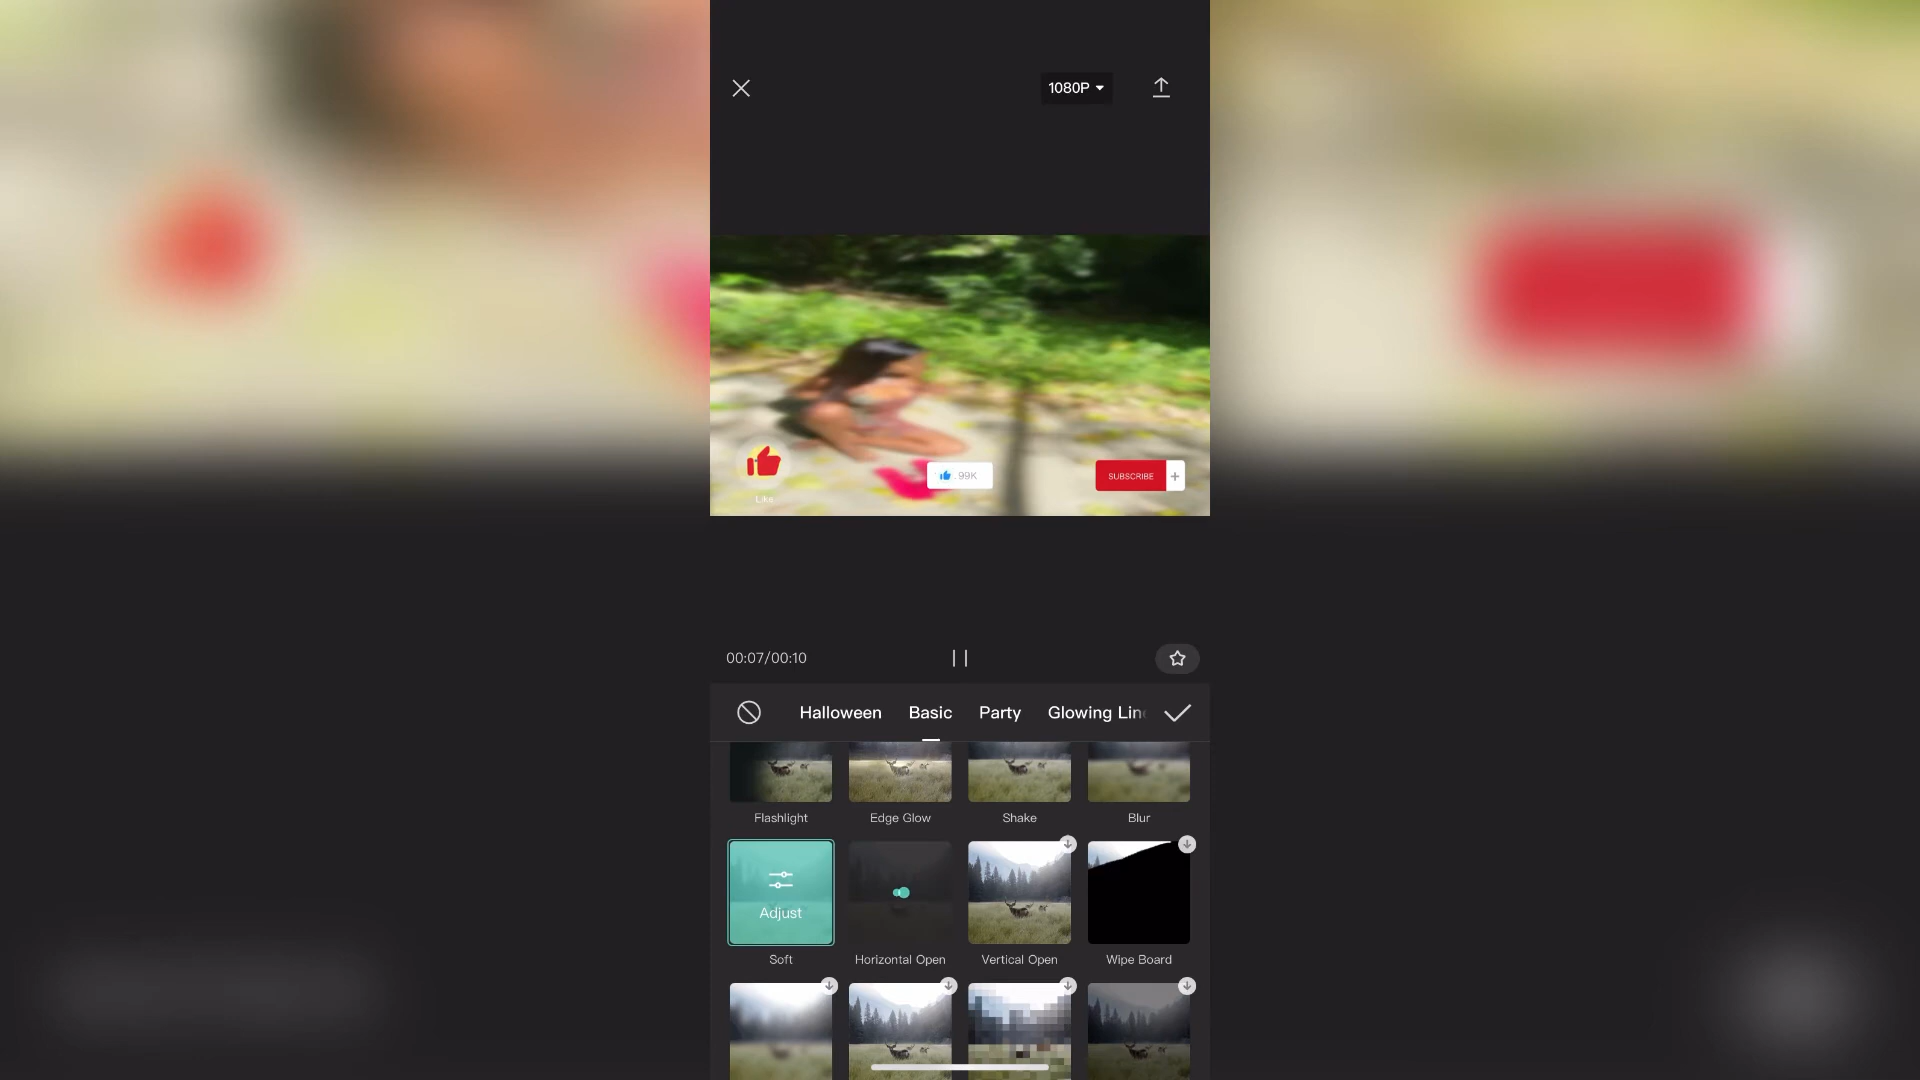 1080P
Like
.99K
SUBSCRIBE
00:07/00:10
Halloween Basic Party Glowing Lin
Flashlight Edge Glow Shake Blur
Adjust
Soft Horizontal Open Vertical Open Wipe Board